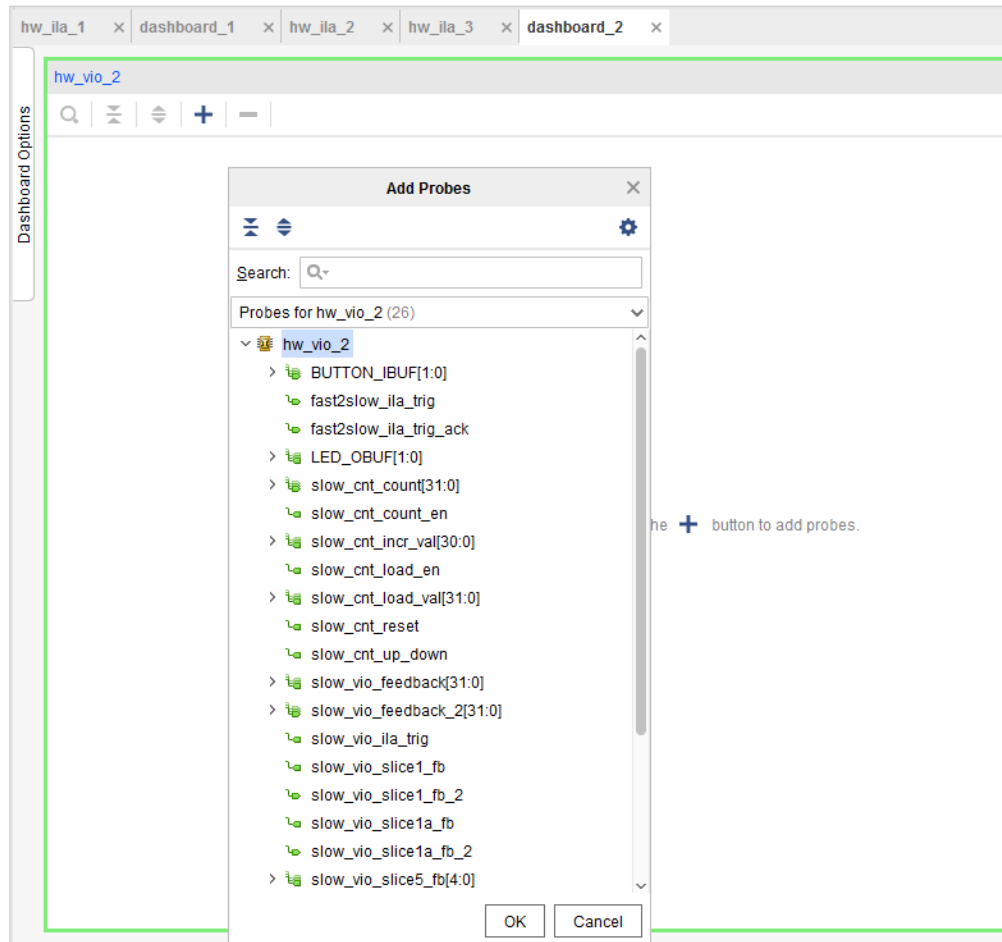 hw_ila_1 dashboard_1 hw_ila_2 hw_ila_3 dashboard_2
Dashboard Options
hw_vio_2
Add Probes
Search:
Probes for hw_vio_2 (26)
hw_vio_2
BUTTON_IBUF[1:0]
fast2slow_ila_trig
fast2slow_ila_trig_ack
LED_OBUF[1:0]
slow_cnt_count[31:0]
slow_cnt_count_en
he button to add probes.
slow_cnt_incr_val[30:0]
slow_cnt_load_en
slow_cnt_load_val[31:0]
slow_cnt_reset
slow_cnt_up_down
slow_vio_feedback[31:0]
slow_vio_feedback_2[31:0]
slow_vio_ila_trig
slow_vio_slice1_fb
slow_vio_slice1_fb_2
slow_vio_slice1a_fb
slow_vio_slice1a_fb_2
slow_vio_slice5_fb[4:0]
OK Cancel